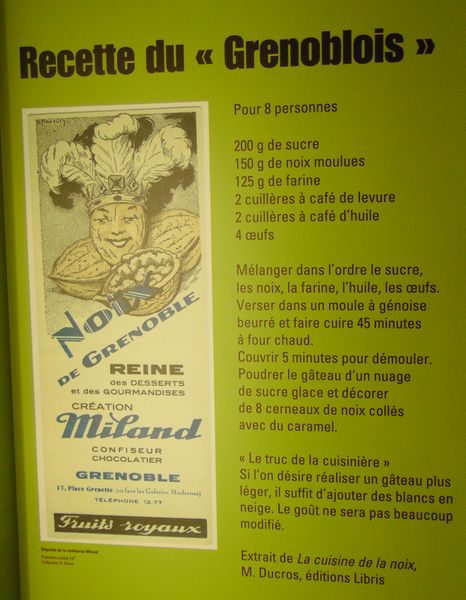 Recette du « Grenoblois »
Pour 8 personnes
200 g de sucre
150 g de noix moulues
125 g de farine
2 cuillères à café de levure
2 cuillères à café d'huile
4 œufs
Mélanger dans l'ordre le sucre,
les noix, la farine, l'huile, les œufs.
Verser dans un moule à génoise
beurré et faire cuire 45 minutes
à four chaud.
Couvrir 5 minutes pour démouler.
Poudrer le gâteau d'un nuage
de sucre glace et décorer
de 8 cerneaux de noix collés
avec du caramel.
« Le truc de la cuisinière »
Si l'on désire réaliser un gâteau plus
léger, il suffit d'ajouter des blancs en
neige. Le goût ne sera pas beaucoup
modifié.
Extrait de La cuisine de la noix,
M. Ducros, éditions Libris
Noix
DE GRENOBLE
REINE
des DESSERTS
et des GOURMANDISES
CRÉATION
Miland
CONFISEUR
CHOCOLATIER
GRENOBLE
17, Place Grenette (en face les Galeries Modernes)
TÉLÉPHONE 12-77
Fruits royaux
Étiquette de la confiserie Miland